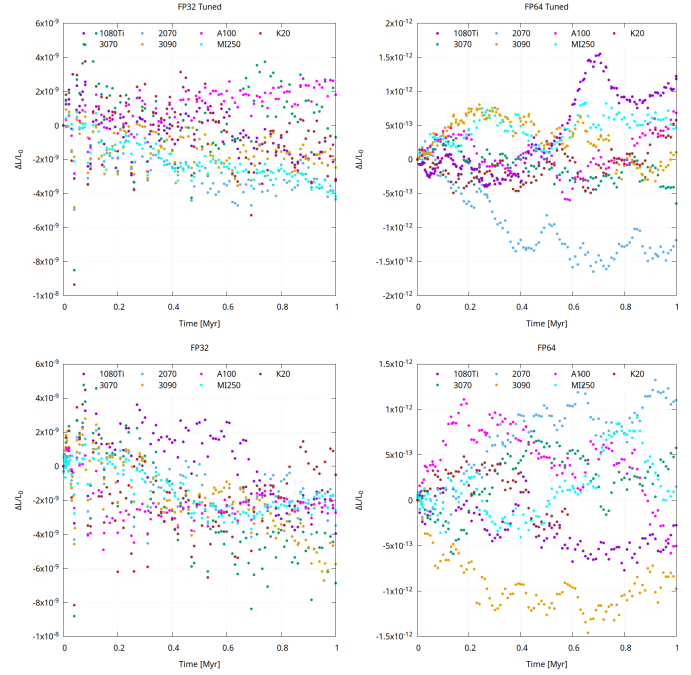 FP32 Tuned
6x10⁻⁹
4x10⁻⁹
2x10⁻⁹
0
-2x10⁻⁹
-4x10⁻⁹
-6x10⁻⁹
-8x10⁻⁹
-1x10⁻⁸
ΔL/L₀
1080Ti 2070 A100 K20
3070 3090 MI250
0 0.2 0.4 0.6 0.8 1
Time [Myr]
FP64 Tuned
2x10⁻¹²
1.5x10⁻¹²
1x10⁻¹²
5x10⁻¹³
0
-5x10⁻¹³
-1x10⁻¹²
-1.5x10⁻¹²
-2x10⁻¹²
ΔL/L₀
1080Ti 2070 A100 K20
3070 3090 MI250
0 0.2 0.4 0.6 0.8 1
Time [Myr]
FP32
6x10⁻⁹
4x10⁻⁹
2x10⁻⁹
0
-2x10⁻⁹
-4x10⁻⁹
-6x10⁻⁹
-8x10⁻⁹
-1x10⁻⁸
ΔL/L₀
1080Ti 2070 A100 K20
3070 3090 MI250
0 0.2 0.4 0.6 0.8 1
Time [Myr]
FP64
1.5x10⁻¹²
1x10⁻¹²
5x10⁻¹³
0
-5x10⁻¹³
-1x10⁻¹²
-1.5x10⁻¹²
ΔL/L₀
1080Ti 2070 A100 K20
3070 3090 MI250
0 0.2 0.4 0.6 0.8 1
Time [Myr]